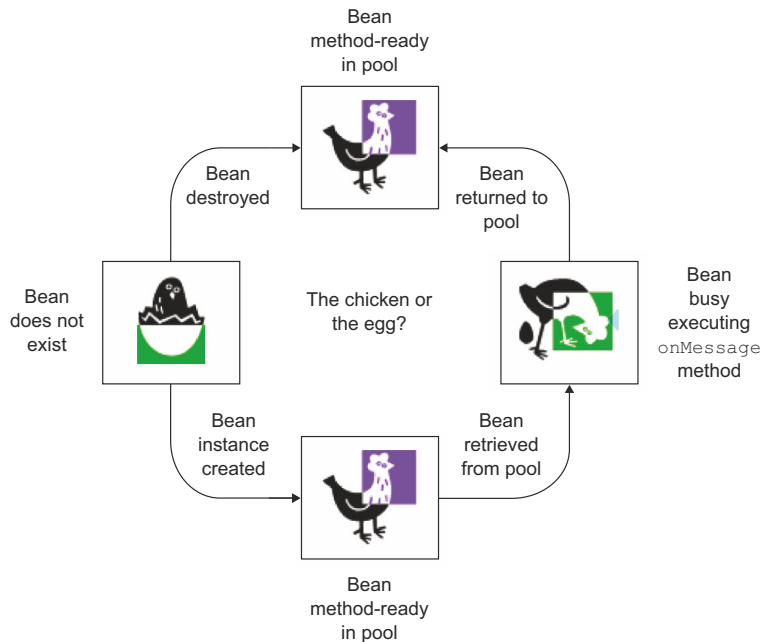 Bean
method-ready
in pool
Bean
destroyed
Bean
returned to
pool
Bean
does not
exist
The chicken or
the egg?
Bean
busy
executing
onMessage
method
Bean
instance
created
Bean
retrieved
from pool
Bean
method-ready
in pool